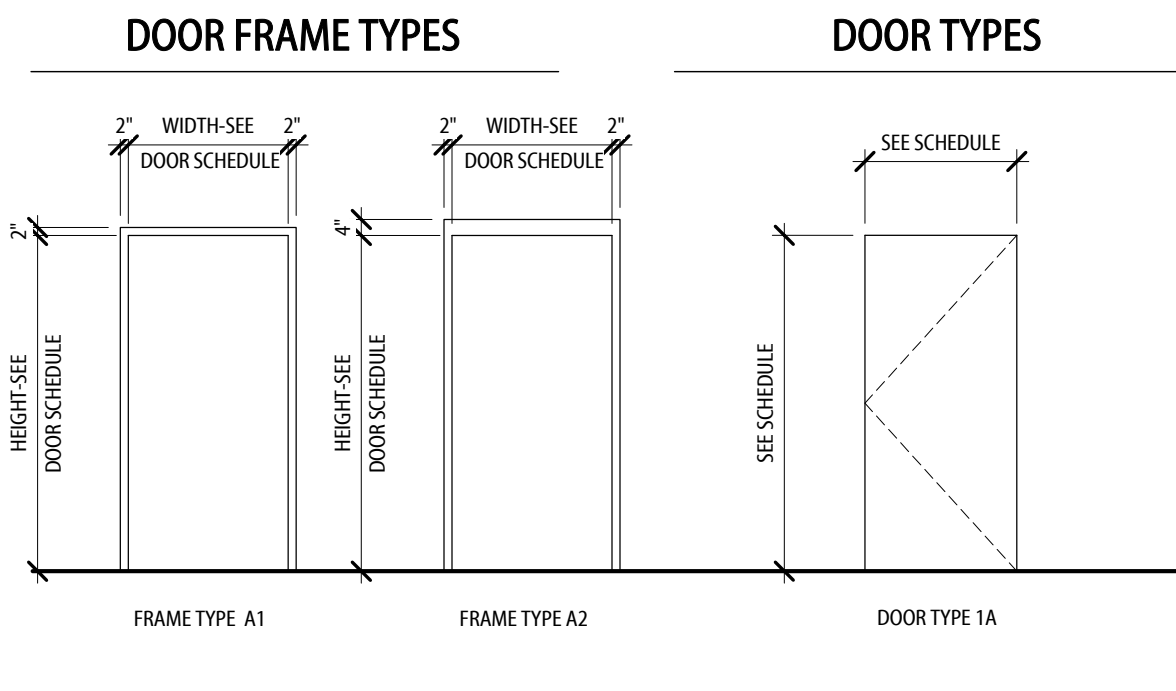 DOOR FRAME TYPES
DOOR TYPES
2" WIDTH-SEE 2"
DOOR SCHEDULE
2" WIDTH-SEE 2"
DOOR SCHEDULE
SEE SCHEDULE
2"
4"
HEIGHT-SEE
DOOR SCHEDULE
HEIGHT-SEE
DOOR SCHEDULE
SEE SCHEDULE
FRAME TYPE A1
FRAME TYPE A2
DOOR TYPE 1A